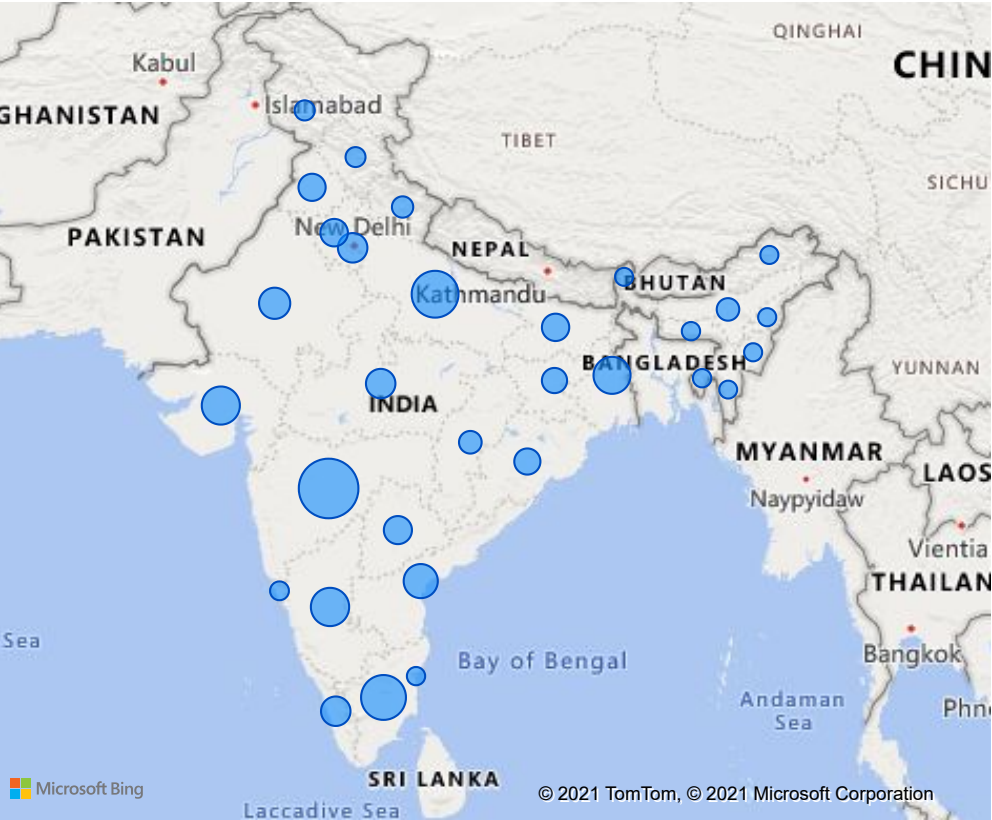 QINGHAI
Kabul
CHIN
Islamabad
GHANISTAN
TIBET
SICHU
New Delhi
PAKISTAN
NEPAL
BHUTAN
Kathmandu
BANGLADESH
YUNNAN
INDIA
MYANMAR
LAOS
Naypyidaw
Vientia
THAILAN
Sea
Bay of Bengal
Bangkok
Andaman
Sea
Phn
SRI LANKA
Microsoft Bing
© 2021 TomTom, © 2021 Microsoft Corporation
Laccadive Sea